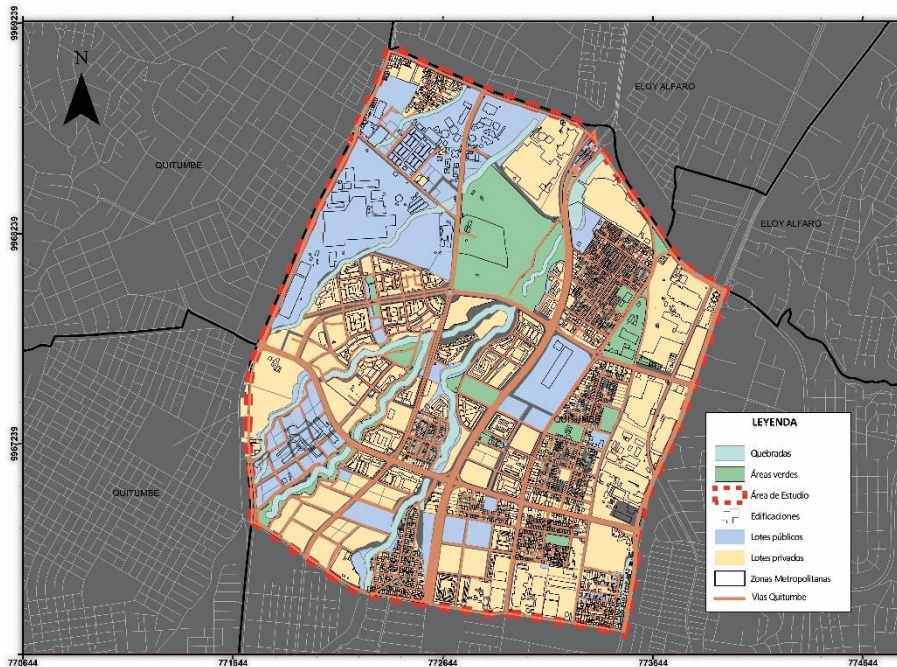 9969239
N
ELOY ALFARO
QUITUMBE
9968239
ELOY ALFARO
9967239
LEYENDA
Quebradas
Áreas verdes
Área de Estudio
Edificaciones
Lotes públicos
Lotes privados
Zonas Metropolitanas
Vías Quitumbe
QUITUMBE
770644
771644
772644
773644
774644